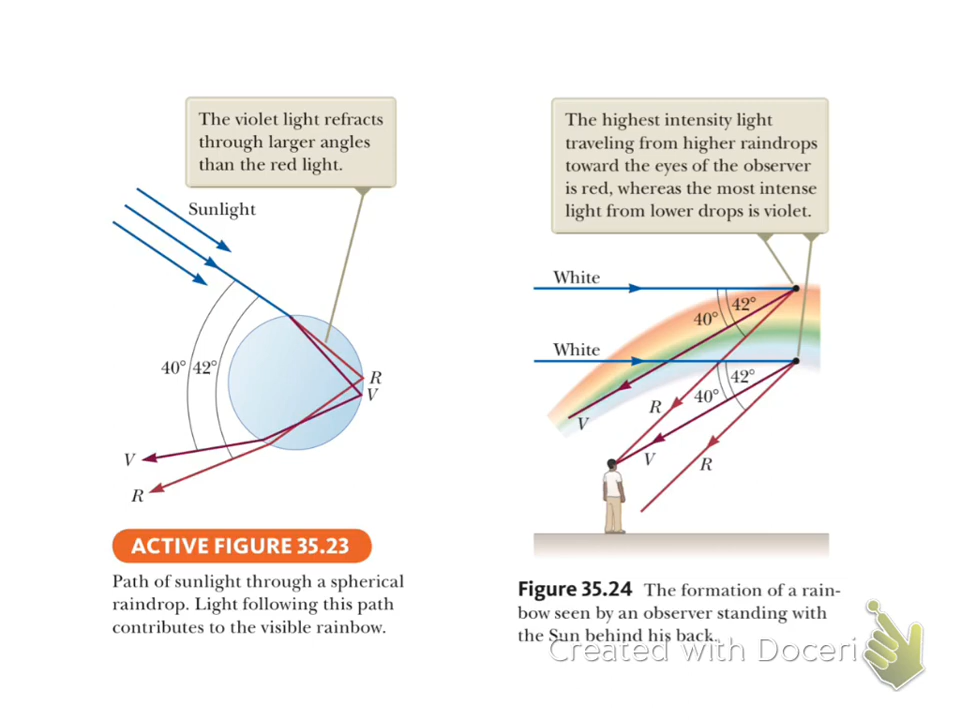 The violet light refracts
through larger angles
than the red light.
Sunlight
40° 42°
R
V
V
R
ACTIVE FIGURE 35.23
Path of sunlight through a spherical
raindrop. Light following this path
contributes to the visible rainbow.
The highest intensity light
traveling from higher raindrops
toward the eyes of the observer
is red, whereas the most intense
light from lower drops is violet.
White
42°
40°
White
42°
40°
R
V
V
R
Figure 35.24 The formation of a rain-
bow seen by an observer standing with
the Sun behind his back.
Created with Doceri